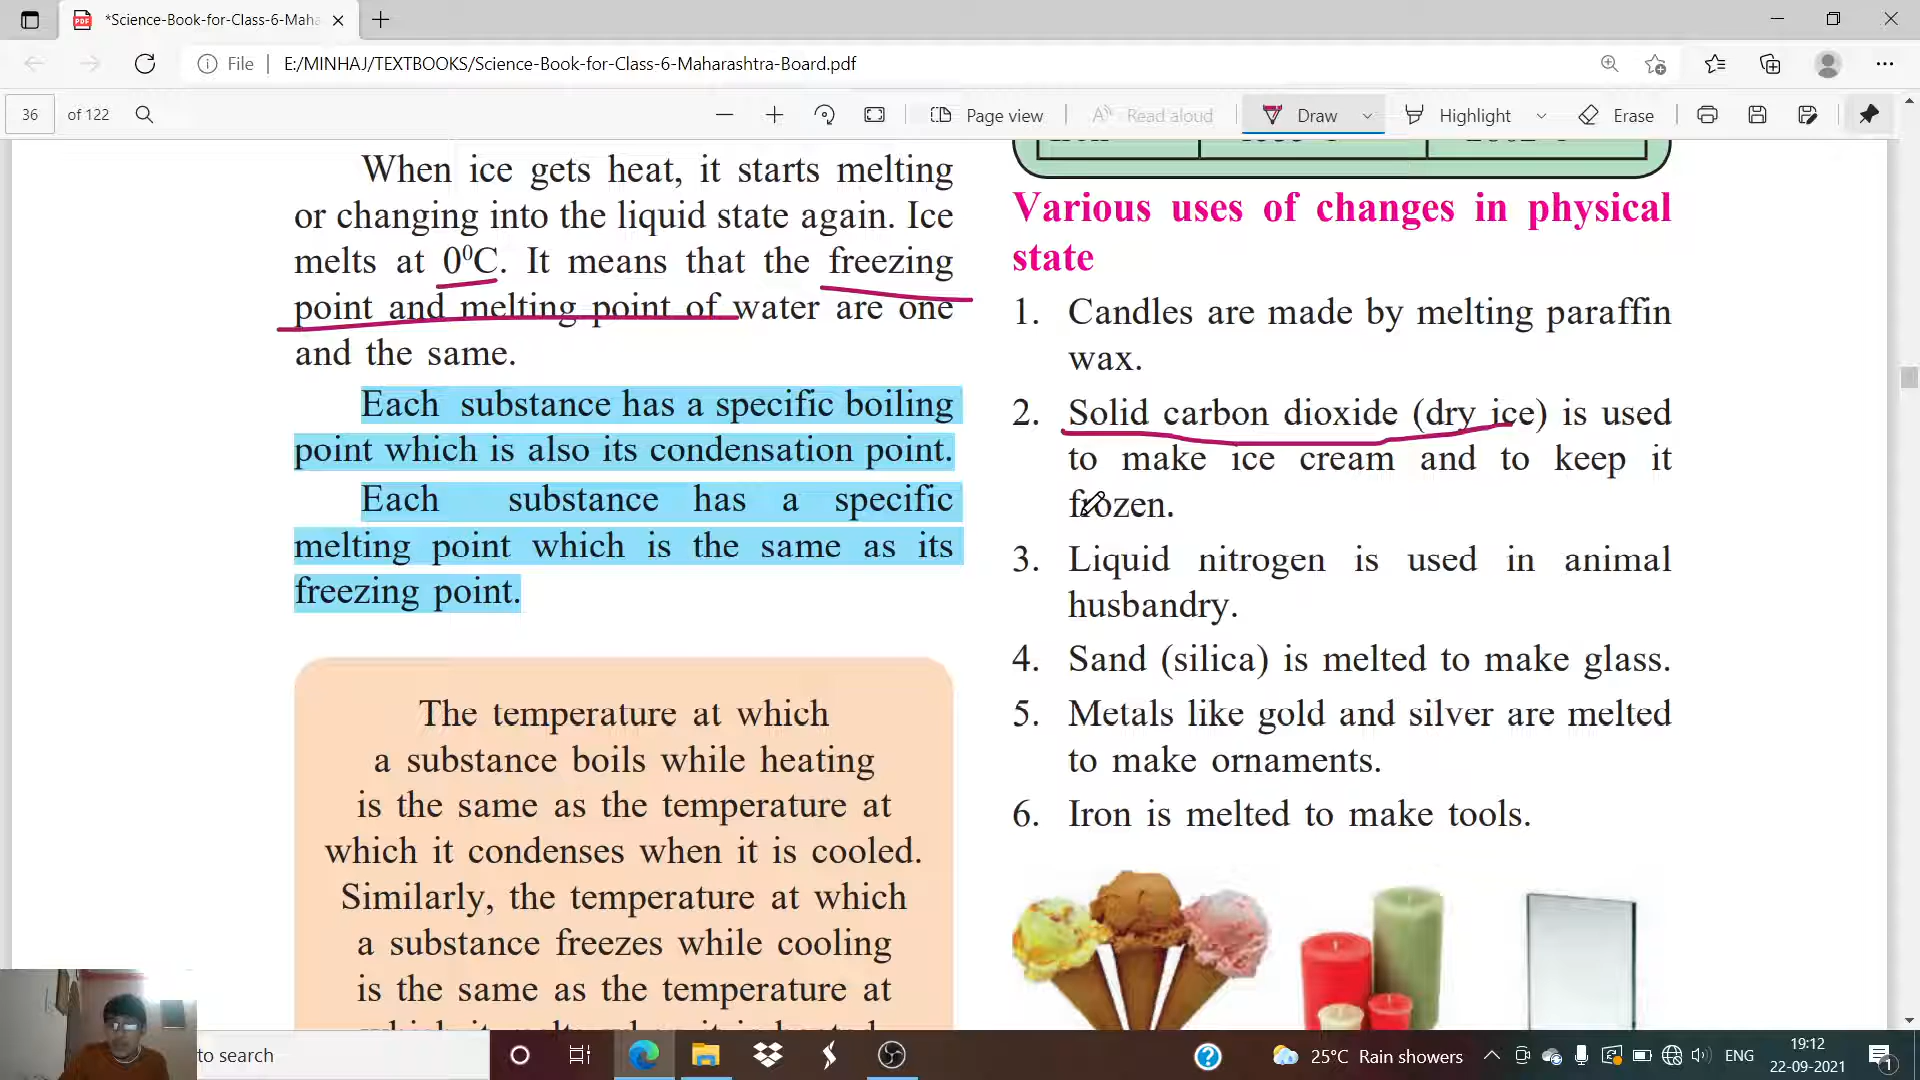 *Science-Book-for-Class-6-Maha
File
E:/MINHAJ/TEXTBOOKS/Science-Book-for-Class-6-Maharashtra-Board.pdf
36 of 122
Page view
Read aloud
Draw
Highlight
Erase
When ice gets heat, it starts melting
or changing into the liquid state again. Ice
melts at 0⁰C. It means that the freezing
point and melting point of water are one
and the same.
Each substance has a specific boiling
point which is also its condensation point.
Each substance has a specific
melting point which is the same as its
freezing point.
The temperature at which
a substance boils while heating
is the same as the temperature at
which it condenses when it is cooled.
Similarly, the temperature at which
a substance freezes while cooling
is the same as the temperature at
Various uses of changes in physical
state
1. Candles are made by melting paraffin
wax.
2. Solid carbon dioxide (dry ice) is used
to make ice cream and to keep it
frozen.
3. Liquid nitrogen is used in animal
husbandry.
4. Sand (silica) is melted to make glass.
5. Metals like gold and silver are melted
to make ornaments.
6. Iron is melted to make tools.
to search
25°C Rain showers
ENG
19:12
22-09-2021
1